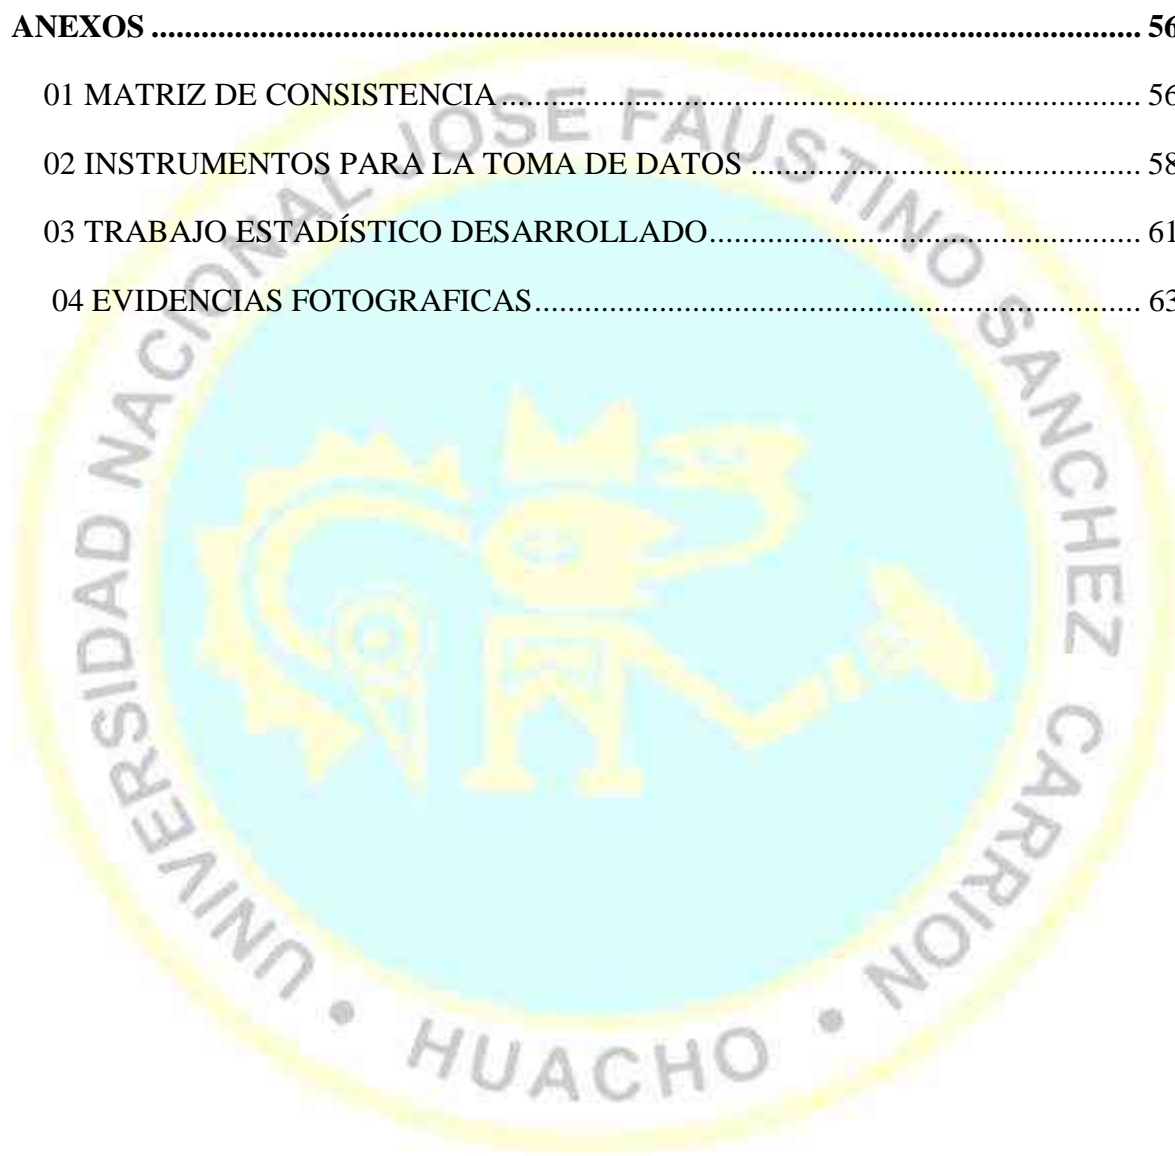 ANEXOS ........................................................................................................................ 56
01 MATRIZ DE CONSISTENCIA .............................................................................. 56
02 INSTRUMENTOS PARA LA TOMA DE DATOS ............................................... 58
03 TRABAJO ESTADÍSTICO DESARROLLADO.................................................... 61
04 EVIDENCIAS FOTOGRAFICAS.......................................................................... 63
UNIVERSIDAD NACIONAL JOSE FAUSTINO SANCHEZ CARRION
• HUACHO •